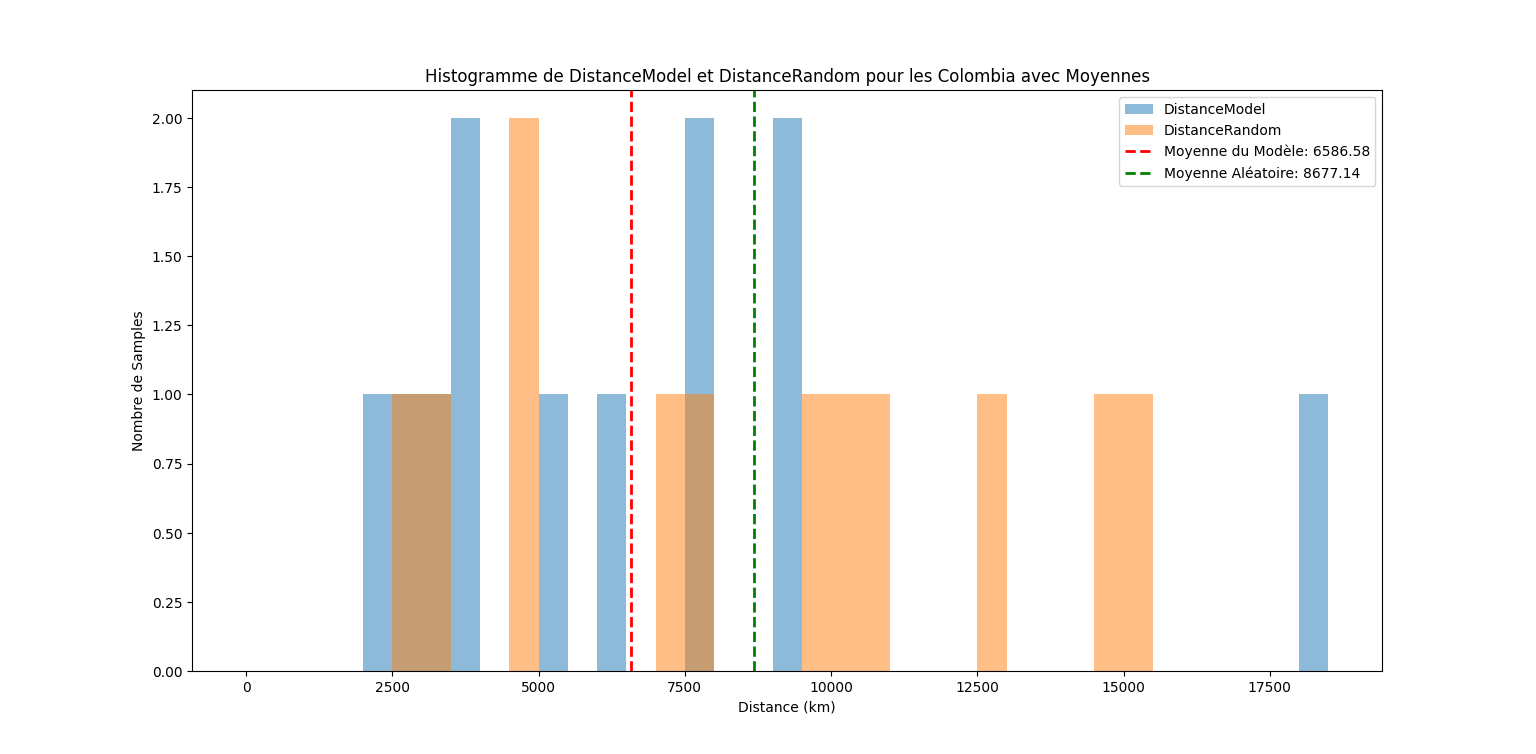 Histogramme de DistanceModel et DistanceRandom pour les Colombia avec Moyennes
DistanceModel
DistanceRandom
Moyenne du Modèle: 6586.58
Moyenne Aléatoire: 8677.14
Nombre de Samples
2.00
1.75
1.50
1.25
1.00
0.75
0.50
0.25
0.00
0 2500 5000 7500 10000 12500 15000 17500
Distance (km)